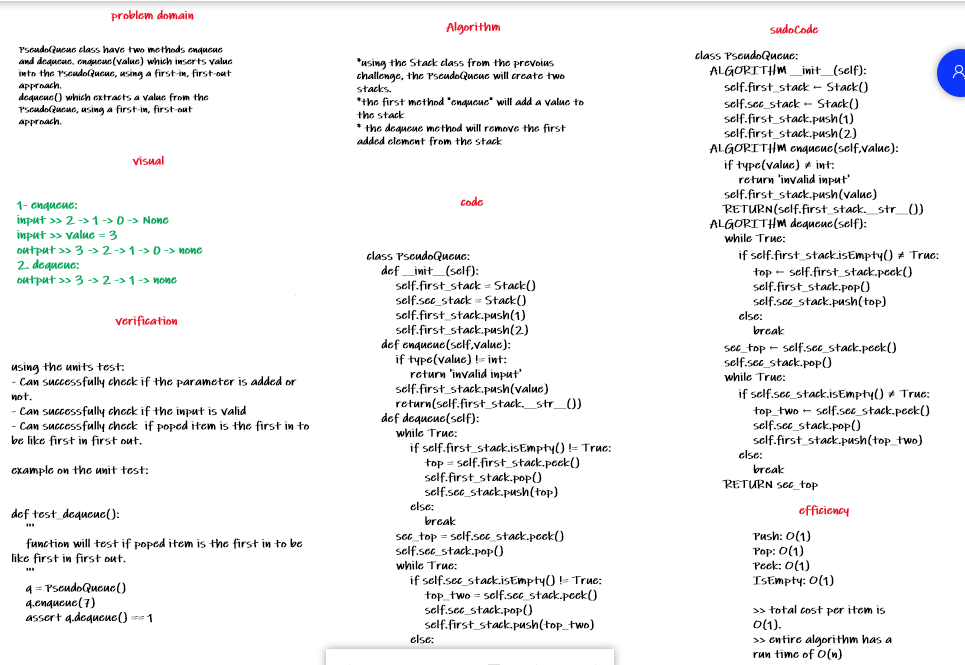 problem domain
PseudoQueue class have two methods enqueue
and dequeue. enqueue(value) which inserts value
into the PseudoQueue, using a first-in, first-out
approach.
dequeue() which extracts a value from the
PseudoQueue, using a first-in, first-out
approach.
visual
1- enqueue:
input >> 2 -> 1 -> 0 -> None
input >> value = 3
output >> 3 -> 2 -> 1 -> 0 -> none
2. dequeue:
output >> 3 -> 2 -> 1 -> none
verification
using the units test:
- Can successfully check if the parameter is added or
not.
- Can successfully check if the input is valid
- Can successfully check if poped item is the first in to
be like first in first out.
example on the unit test:
def test_dequeue():
"""
function will test if poped item is the first in to be
like first in first out.
"""
q = PseudoQueue()
q.enqueue(7)
assert q.dequeue() == 1
Algorithm
*using the Stack class from the prevoius
challenge, the PseudoQueue will create two
stacks.
*the first method "enqueue" will add a value to
the stack
* the dequeue method will remove the first
added element from the stack
code
class PseudoQueue:
def __init__(self):
self.first_stack = Stack()
self.sec_stack = Stack()
self.first_stack.push(1)
self.first_stack.push(2)
def enqueue(self,value):
if type(value) != int:
return 'invalid input'
self.first_stack.push(value)
return(self.first_stack.__str__())
def dequeue(self):
while True:
if self.first_stack.isEmpty() != True:
top = self.first_stack.peek()
self.first_stack.pop()
self.sec_stack.push(top)
else:
break
sec_top = self.sec_stack.peek()
self.sec_stack.pop()
while True:
if self.sec_stack.isEmpty() != True:
top_two = self.sec_stack.peek()
self.sec_stack.pop()
self.first_stack.push(top_two)
else:
sudoCode
class PseudoQueue:
ALGORITHM __init__(self):
self.first_stack ← Stack()
self.sec_stack ← Stack()
self.first_stack.push(1)
self.first_stack.push(2)
ALGORITHM enqueue(self,value):
if type(value) ≠ int:
return 'invalid input'
self.first_stack.push(value)
RETURN(self.first_stack.__str__())
ALGORITHM dequeue(self):
while True:
if self.first_stack.isEmpty() ≠ True:
top ← self.first_stack.peek()
self.first_stack.pop()
self.sec_stack.push(top)
else:
break
sec_top ← self.sec_stack.peek()
self.sec_stack.pop()
while True:
if self.sec_stack.isEmpty() ≠ True:
top_two ← self.sec_stack.peek()
self.sec_stack.pop()
self.first_stack.push(top_two)
else:
break
RETURN sec_top
efficiency
Push: O(1)
Pop: O(1)
Peek: O(1)
IsEmpty: O(1)
>> total cost per item is
O(1).
>> entire algorithm has a
run time of O(n)